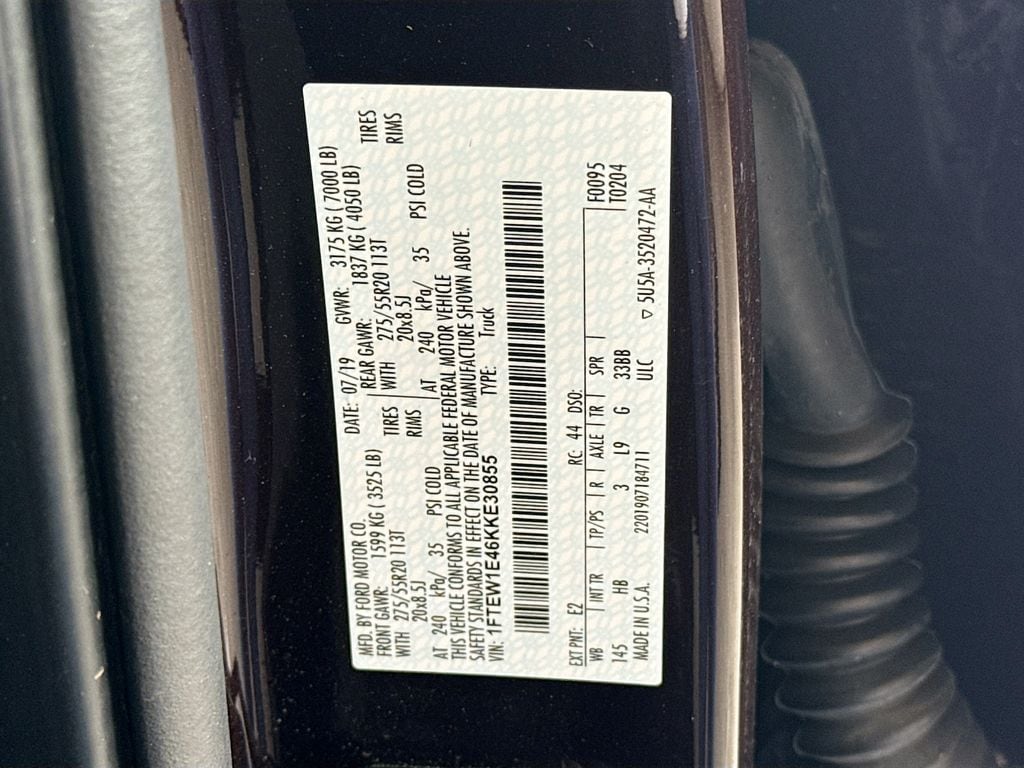 MFD. BY FORD MOTOR CO.
DATE: 07/19 GVWR: 3175 KG ( 7000 LB)
FRONT GAWR: 1599 KG ( 3525 LB) REAR GAWR: 1837 KG ( 4050 LB)
WITH 275/55R20 113T TIRES WITH 275/55R20 113T TIRES
20x8.5J RIMS 20x8.5J RIMS
AT 240 kPa/ 35 PSI COLD AT 240 kPa/ 35 PSI COLD
THIS VEHICLE CONFORMS TO ALL APPLICABLE FEDERAL MOTOR VEHICLE
SAFETY STANDARDS IN EFFECT ON THE DATE OF MANUFACTURE SHOWN ABOVE.
VIN: 1FTEW1E46KKE30855 TYPE: Truck
EXT PNT: E2 RC: 44 DSO: F0095
WB INT TR TP/PS R AXLE TR SPR T0204
145 HB 3 L9 G 33BB
MADE IN U.S.A. 2201907184711 ULC ▽ 5U5A-3520472-AA